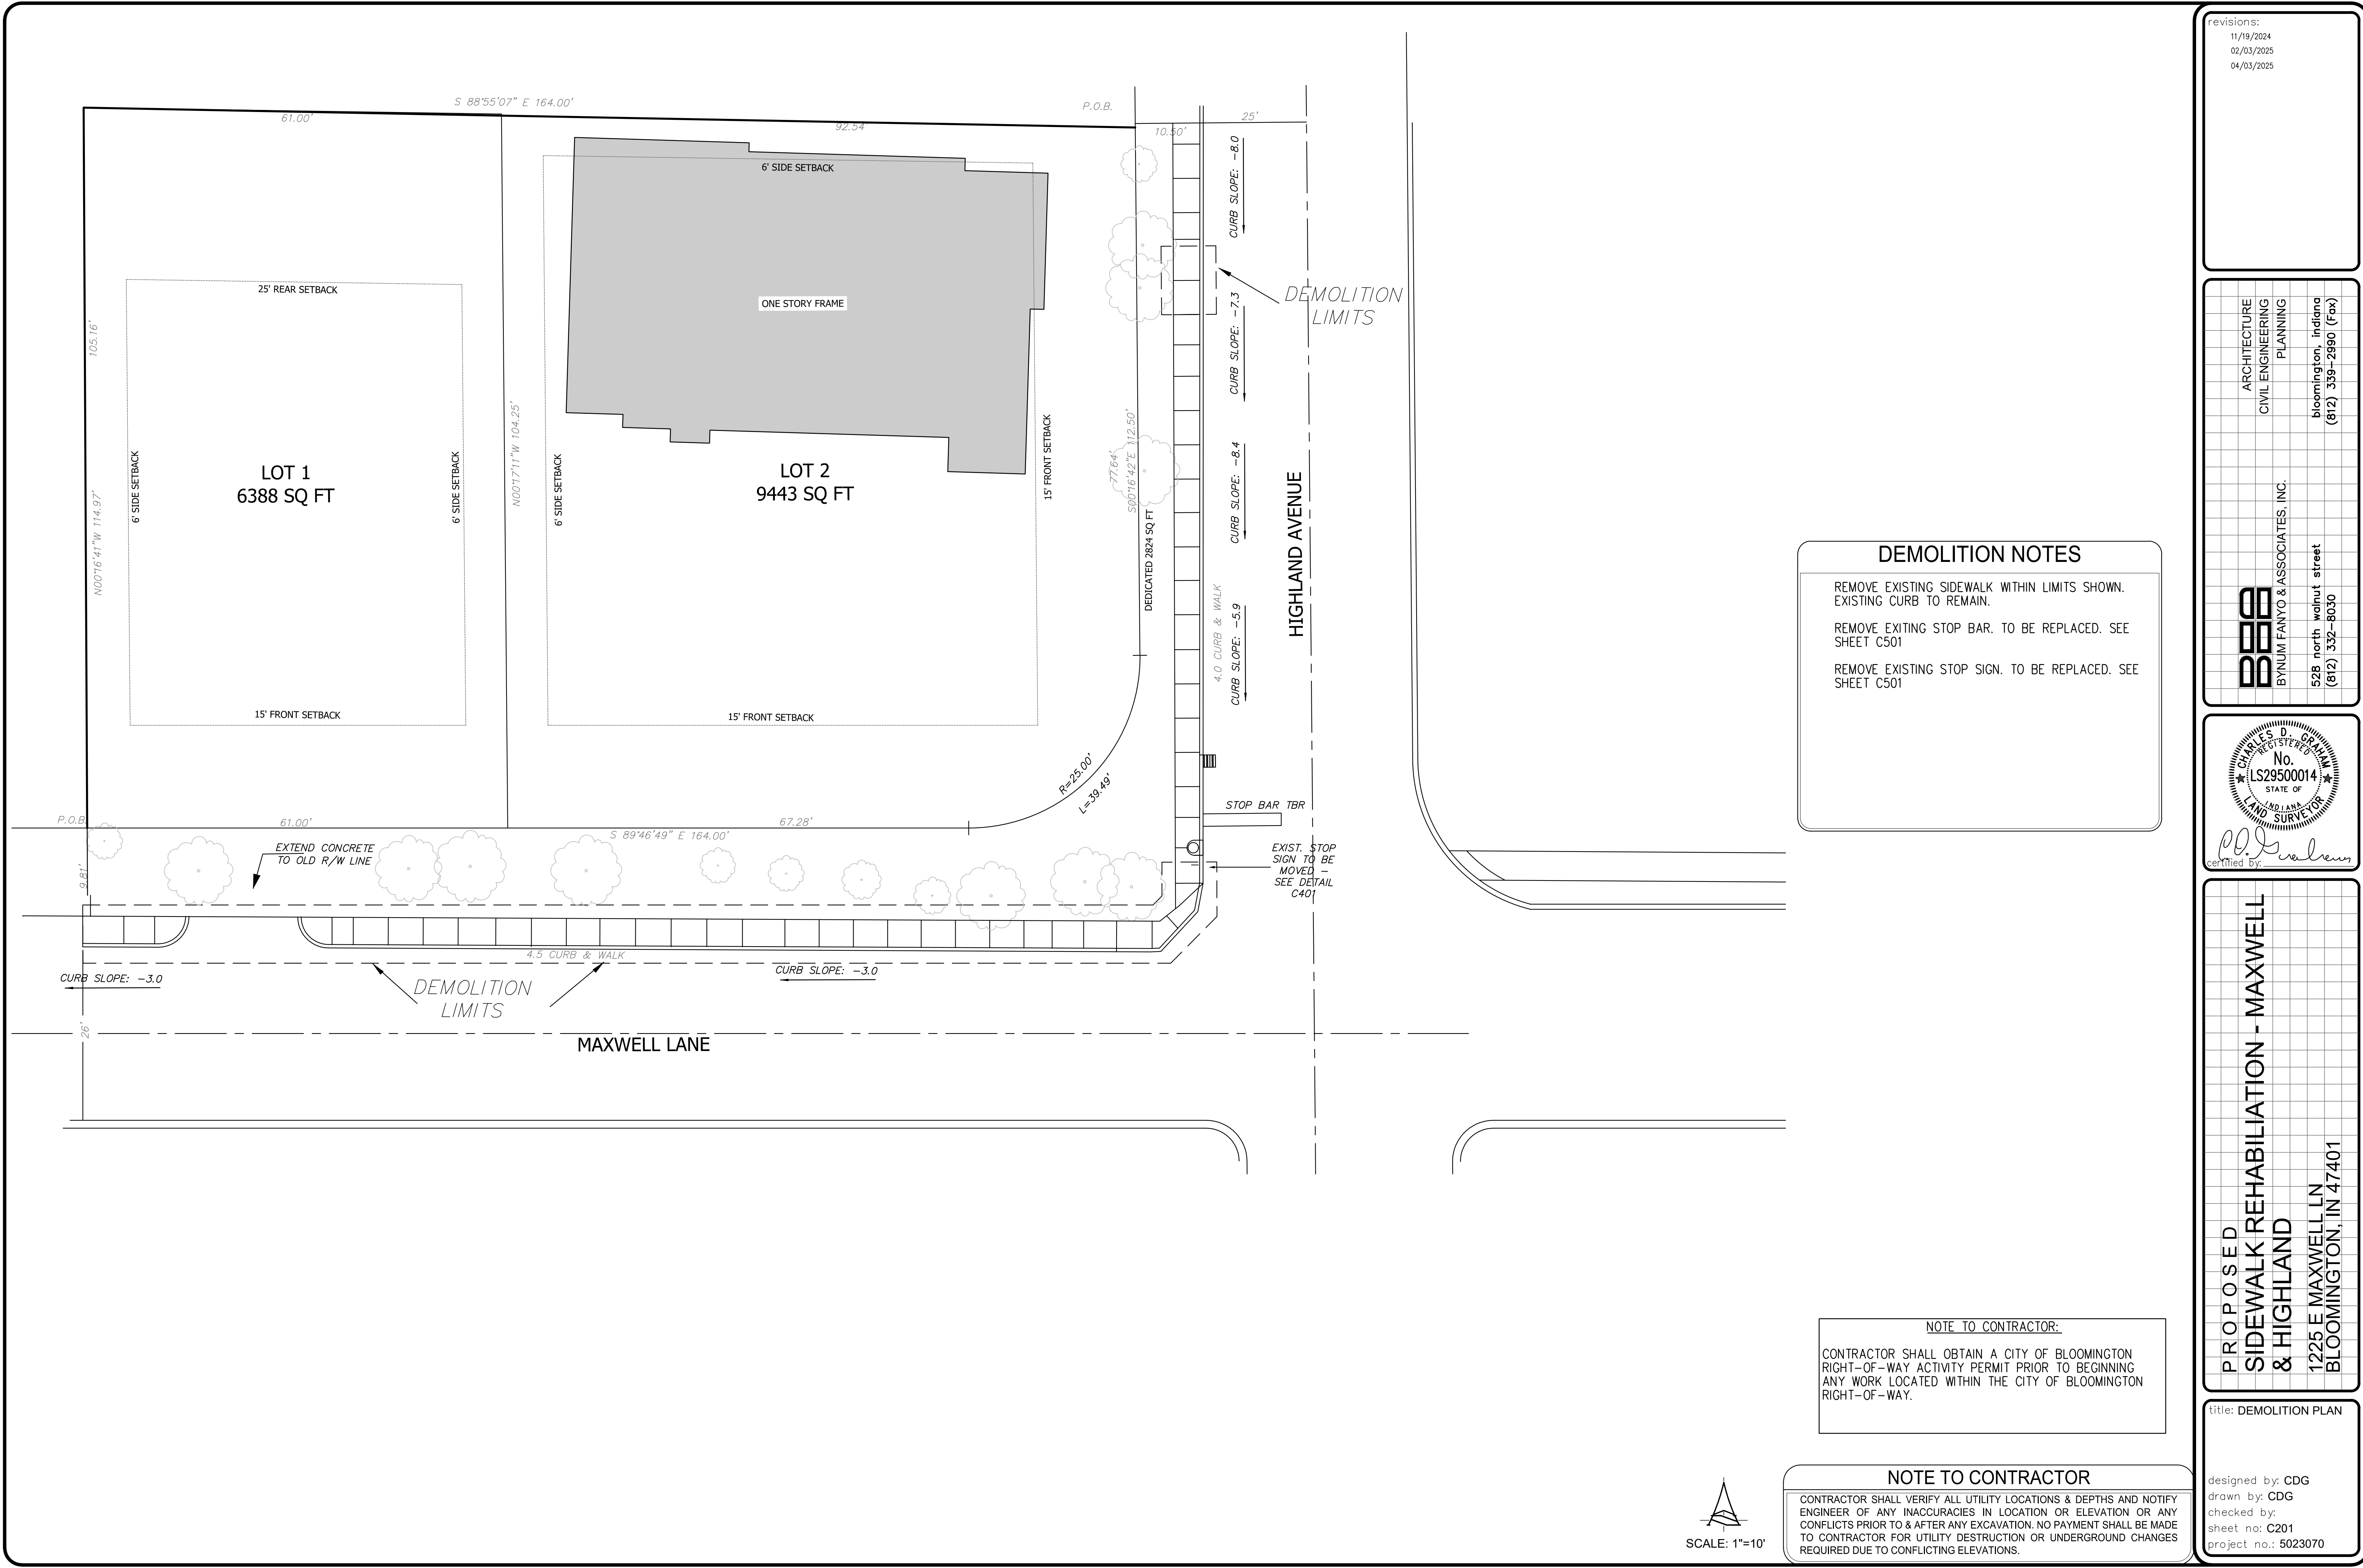 S 88°55'07" E 164.00'
61.00'
92.54
P.O.B.
10.50'
25'
6' SIDE SETBACK
25' REAR SETBACK
ONE STORY FRAME
105.16'
N00°16'41"W 114.97'
6' SIDE SETBACK
LOT 1
6388 SQ FT
6' SIDE SETBACK
N00°17'11"W 104.25'
6' SIDE SETBACK
LOT 2
9443 SQ FT
15' FRONT SETBACK
77.64'
S00°16'42"E 112.50'
DEDICATED 2824 SQ FT
CURB SLOPE: -8.0
DEMOLITION
LIMITS
CURB SLOPE: -7.3
CURB SLOPE: -8.4
4.0 CURB & WALK
CURB SLOPE: -5.9
HIGHLAND AVENUE
15' FRONT SETBACK
15' FRONT SETBACK
R=25.00'
L=39.49'
P.O.B.
61.00'
67.28'
S 89°46'49" E 164.00'
STOP BAR TBR
EXTEND CONCRETE
TO OLD R/W LINE
EXIST. STOP
SIGN TO BE
MOVED -
SEE DETAIL
C401
9.81'
4.5 CURB & WALK
CURB SLOPE: -3.0
CURB SLOPE: -3.0
DEMOLITION
LIMITS
26'
MAXWELL LANE
DEMOLITION NOTES
REMOVE EXISTING SIDEWALK WITHIN LIMITS SHOWN.
EXISTING CURB TO REMAIN.
REMOVE EXITING STOP BAR. TO BE REPLACED. SEE
SHEET C501
REMOVE EXISTING STOP SIGN. TO BE REPLACED. SEE
SHEET C501
NOTE TO CONTRACTOR:
CONTRACTOR SHALL OBTAIN A CITY OF BLOOMINGTON
RIGHT-OF-WAY ACTIVITY PERMIT PRIOR TO BEGINNING
ANY WORK LOCATED WITHIN THE CITY OF BLOOMINGTON
RIGHT-OF-WAY.
SCALE: 1"=10'
NOTE TO CONTRACTOR
CONTRACTOR SHALL VERIFY ALL UTILITY LOCATIONS & DEPTHS AND NOTIFY
ENGINEER OF ANY INACCURACIES IN LOCATION OR ELEVATION OR ANY
CONFLICTS PRIOR TO & AFTER ANY EXCAVATION. NO PAYMENT SHALL BE MADE
TO CONTRACTOR FOR UTILITY DESTRUCTION OR UNDERGROUND CHANGES
REQUIRED DUE TO CONFLICTING ELEVATIONS.
revisions:
11/19/2024
02/03/2025
04/03/2025
ARCHITECTURE
CIVIL ENGINEERING
PLANNING
bloomington, indiana
(812) 339-2990 (Fax)
BYNUM FANYO & ASSOCIATES, INC.
528 north walnut street
(812) 332-8030
CHARLES D. GRAHAM
REGISTERED
No.
LS29500014
STATE OF
INDIANA
LAND SURVEYOR
certified by:
PROPOSED
SIDEWALK REHABILIATION - MAXWELL
& HIGHLAND
1225 E MAXWELL LN
BLOOMINGTON, IN 47401
title: DEMOLITION PLAN
designed by: CDG
drawn by: CDG
checked by:
sheet no: C201
project no.: 5023070